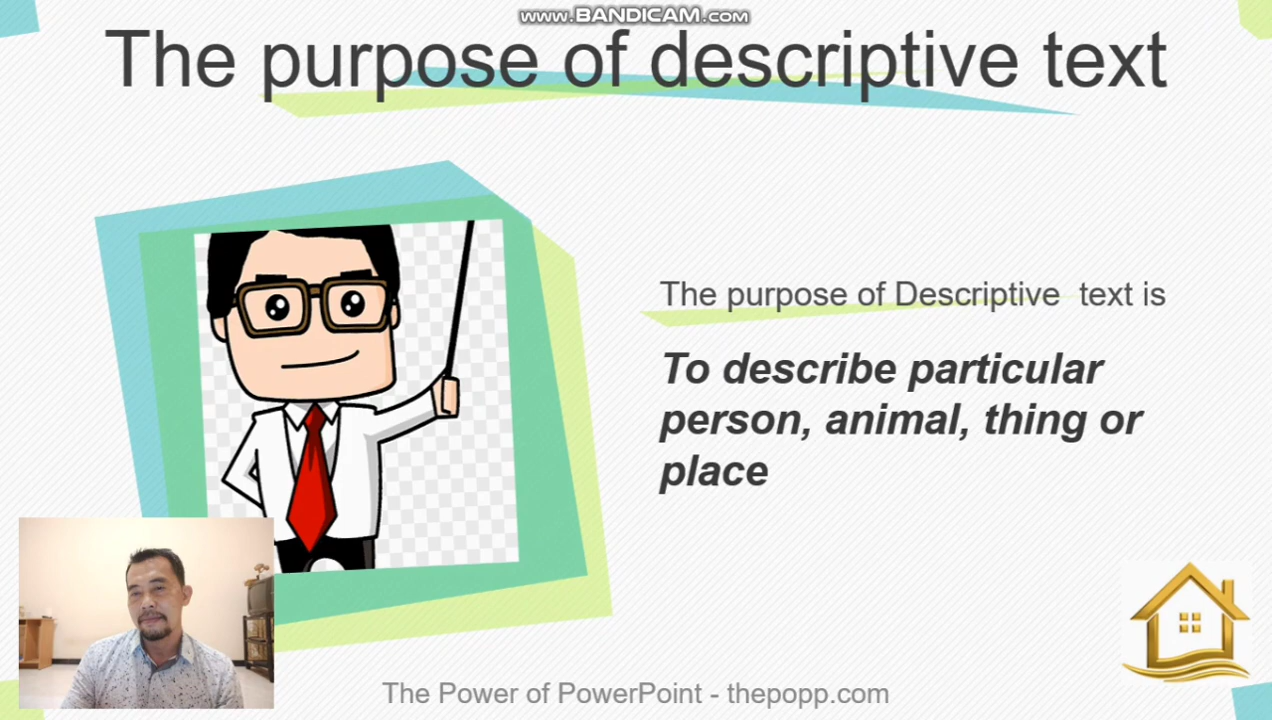 www.BANDICAM.com
The purpose of descriptive text
The purpose of Descriptive text is
To describe particular
person, animal, thing or
place
The Power of PowerPoint - thepopp.com